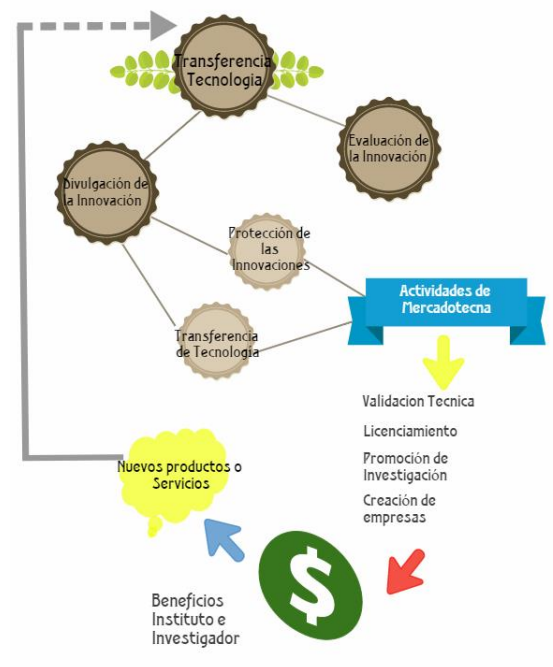 Transferencia
Tecnología
Evaluación de
la Innovación
Divulgación de
la Innovación
Protección de
las
Innovaciones
Transferencia
de Tecnología
Actividades de
Mercadotecna
Validacion Tecnica
Licenciamiento
Promoción de
Investigación
Creación de
empresas
Nuevos productos o
Servicios
$
Beneficios
Instituto e
Investigador